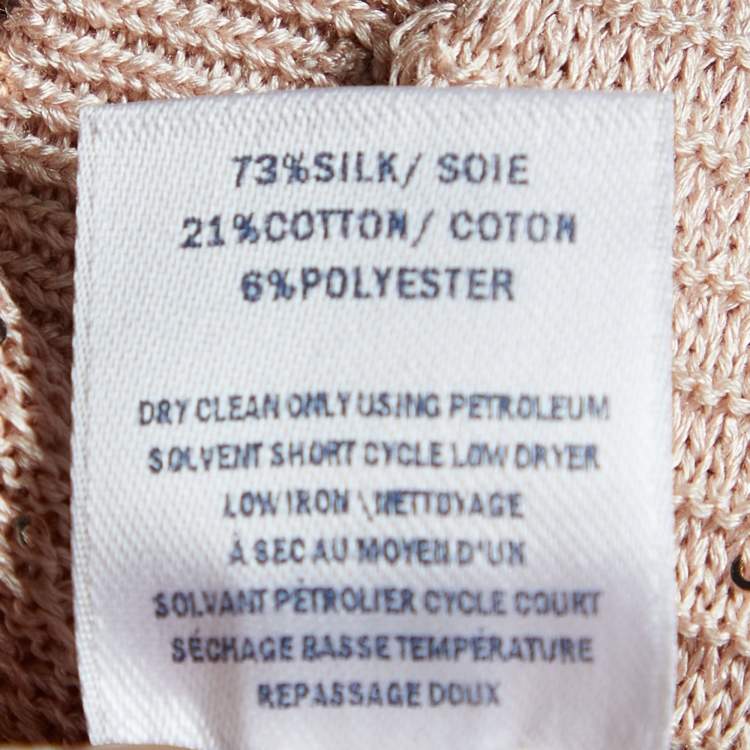 73%SILK/ SOIE
21%COTTON/ COTON
6%POLYESTER
DRY CLEAN ONLY USING PETROLEUM
SOLVENT SHORT CYCLE LOW DRYER
LOW IRON \NETTOYAGE
À SEC AU MOYEN D'UN
SOLVANT PÉTROLIER CYCLE COURT
SÉCHAGE BASSE TEMPÉRATURE
REPASSAGE DOUX